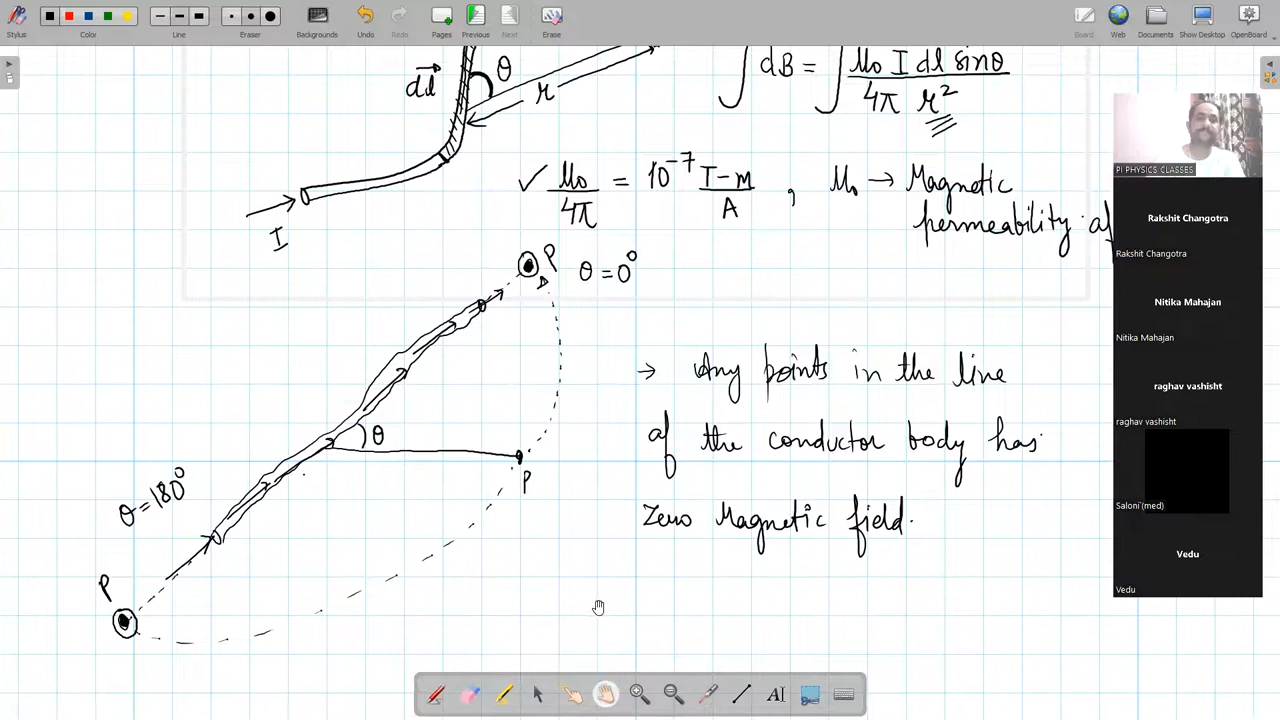 Stylus
Color
Line
Eraser
Backgrounds
Undo
Redo
Pages
Previous
Next
Erase
Board
Web
Documents
Show Desktop
OpenBoard
dl
θ
r
∫ dB = ∫ μ₀ I dl sinθ / 4π r²
I
✓ μ₀ / 4π = 10⁻⁷ T-m / A , μ₀ → Magnetic
permeability of
P
θ = 0°
θ
P
θ = 180°
P
→ Any points in the line
of the conductor body has
Zero Magnetic field.
PI PHYSICS CLASSES
Rakshit Changotra
Rakshit Changotra
Nitika Mahajan
Nitika Mahajan
raghav vashisht
raghav vashisht
Saloni (med)
Vedu
Vedu
AI